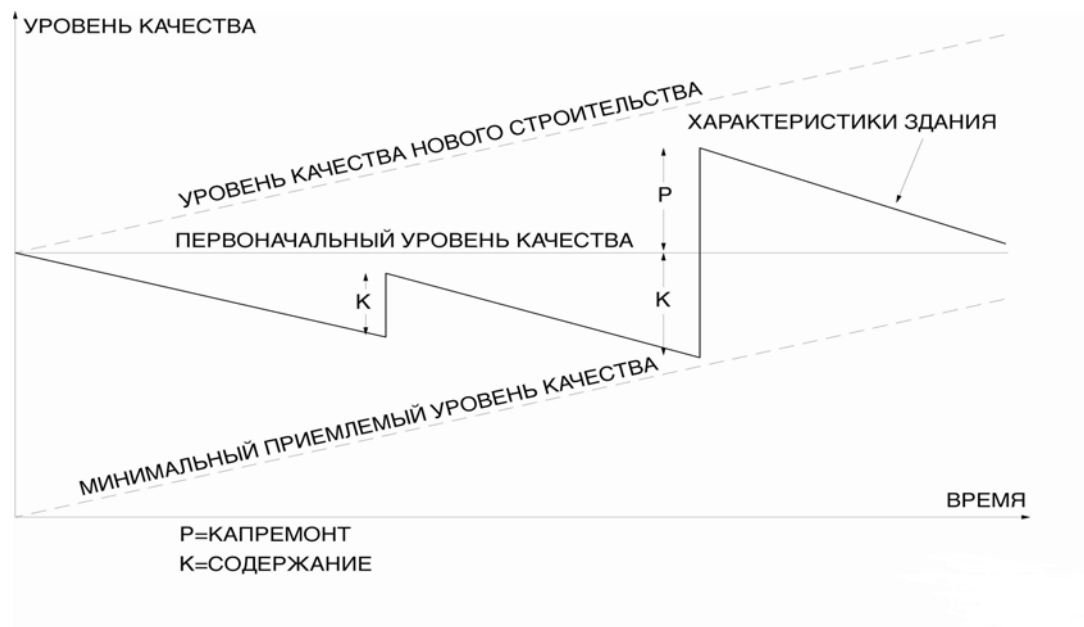 УРОВЕНЬ КАЧЕСТВА
УРОВЕНЬ КАЧЕСТВА НОВОГО СТРОИТЕЛЬСТВА
ХАРАКТЕРИСТИКИ ЗДАНИЯ
Р
ПЕРВОНАЧАЛЬНЫЙ УРОВЕНЬ КАЧЕСТВА
К
К
МИНИМАЛЬНЫЙ ПРИЕМЛЕМЫЙ УРОВЕНЬ КАЧЕСТВА
ВРЕМЯ
Р=КАПРЕМОНТ
К=СОДЕРЖАНИЕ